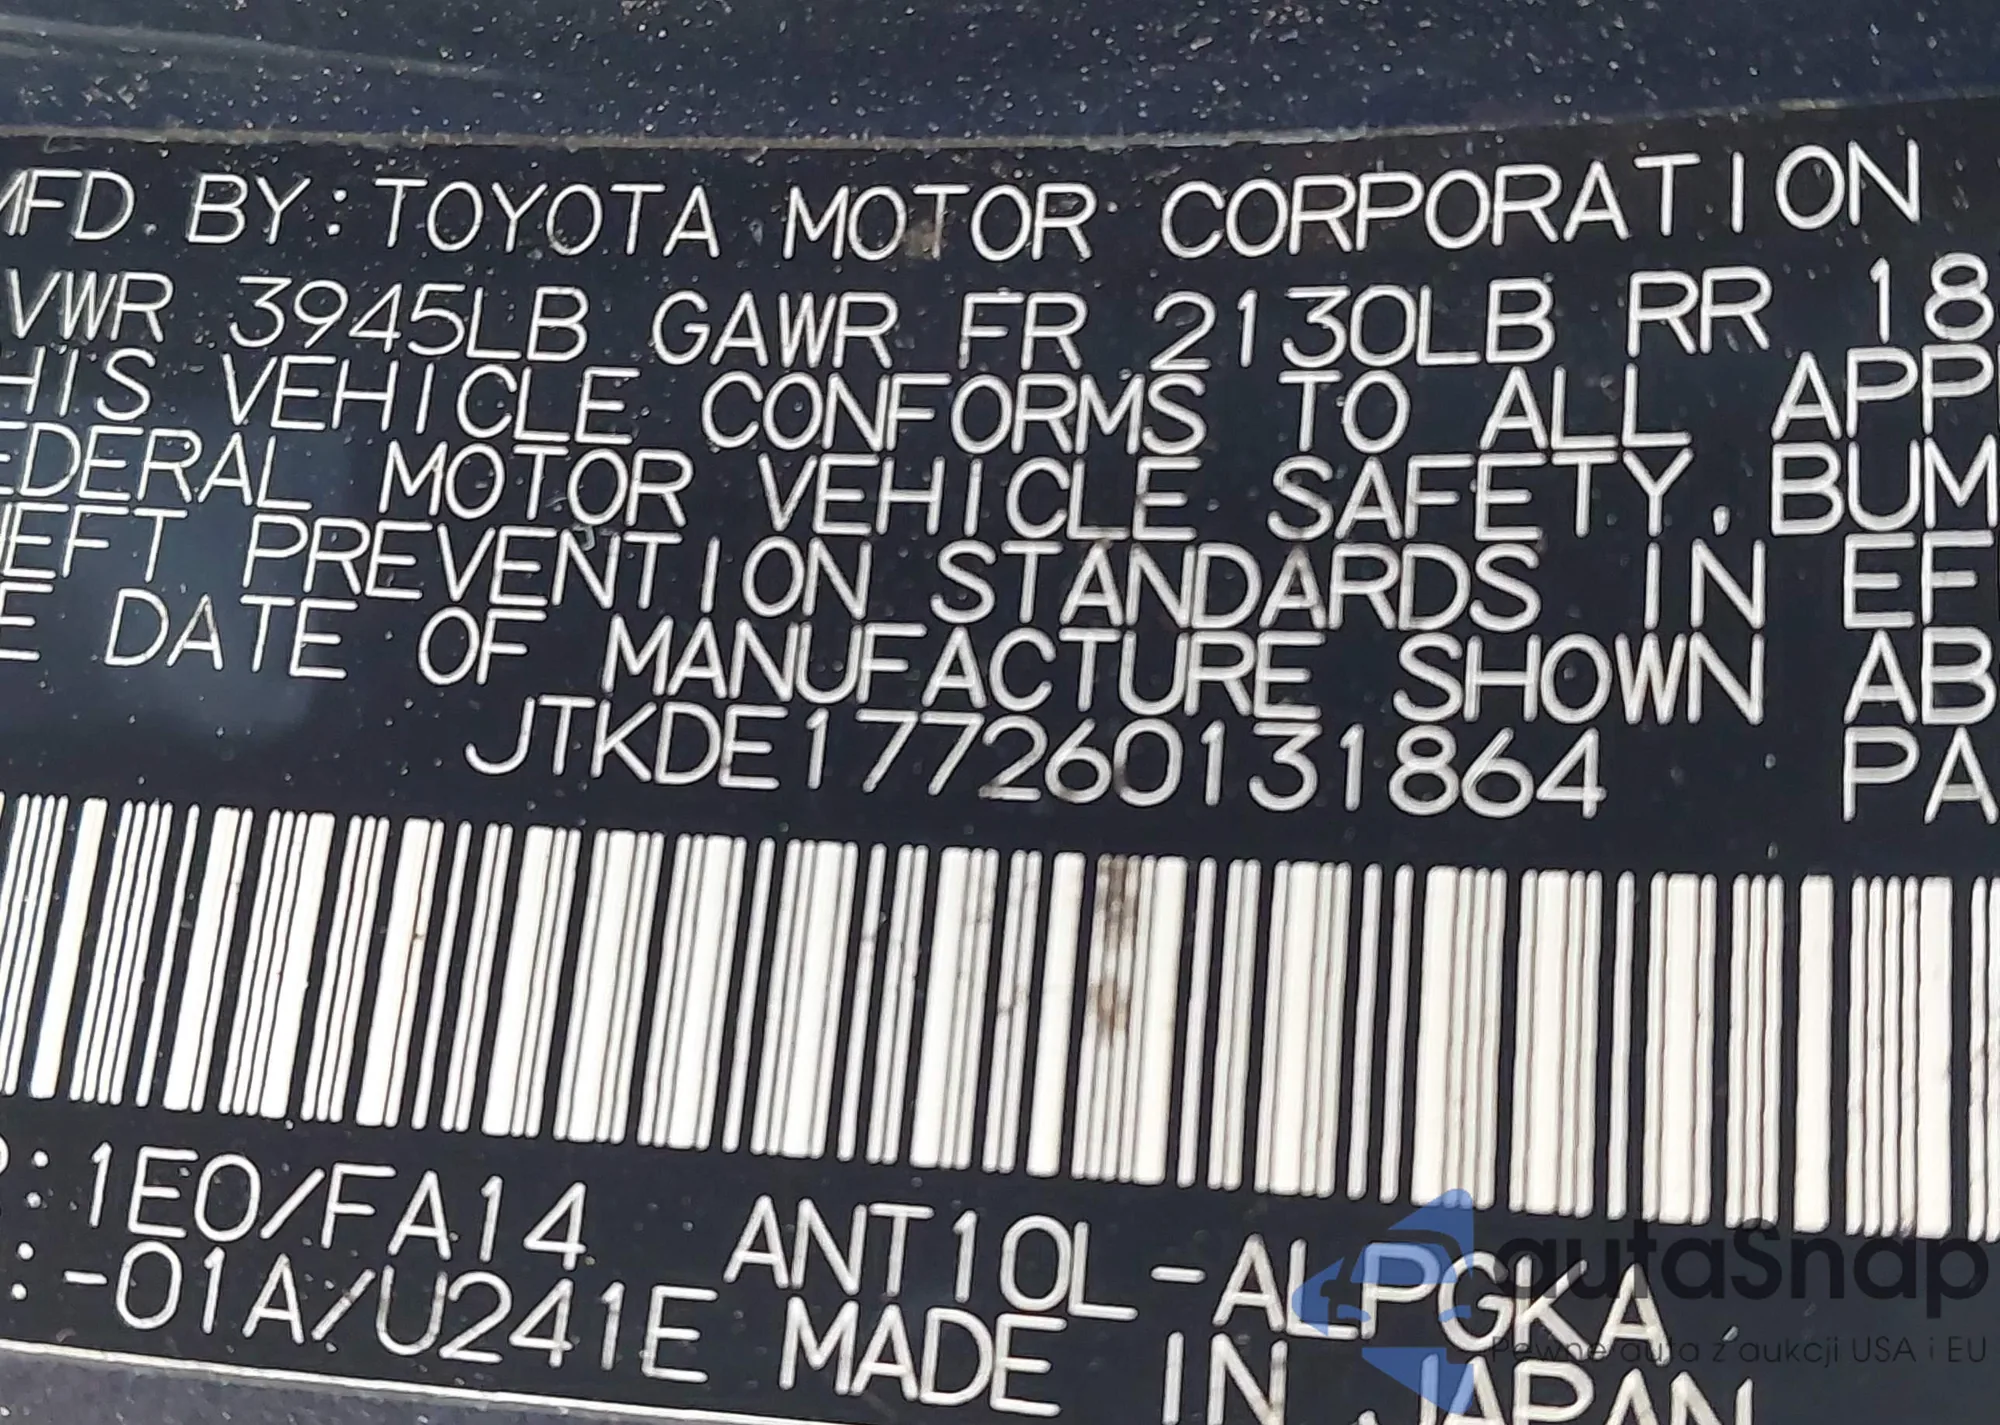 MFD. BY: TOYOTA MOTOR CORPORATION
VWR 3945LB GAWR FR 2130LB RR 18
HIS VEHICLE CONFORMS TO ALL APP
EDERAL MOTOR VEHICLE SAFETY, BUM
HEFT PREVENTION STANDARDS IN EF
E DATE OF MANUFACTURE SHOWN AB
JTKDE177260131864 PA
R: 1E0/FA14 ANT10L-ALPGKA
: -01A/U241E MADE IN JAPAN
autaSnap
Pewne auta z aukcji USA i EU